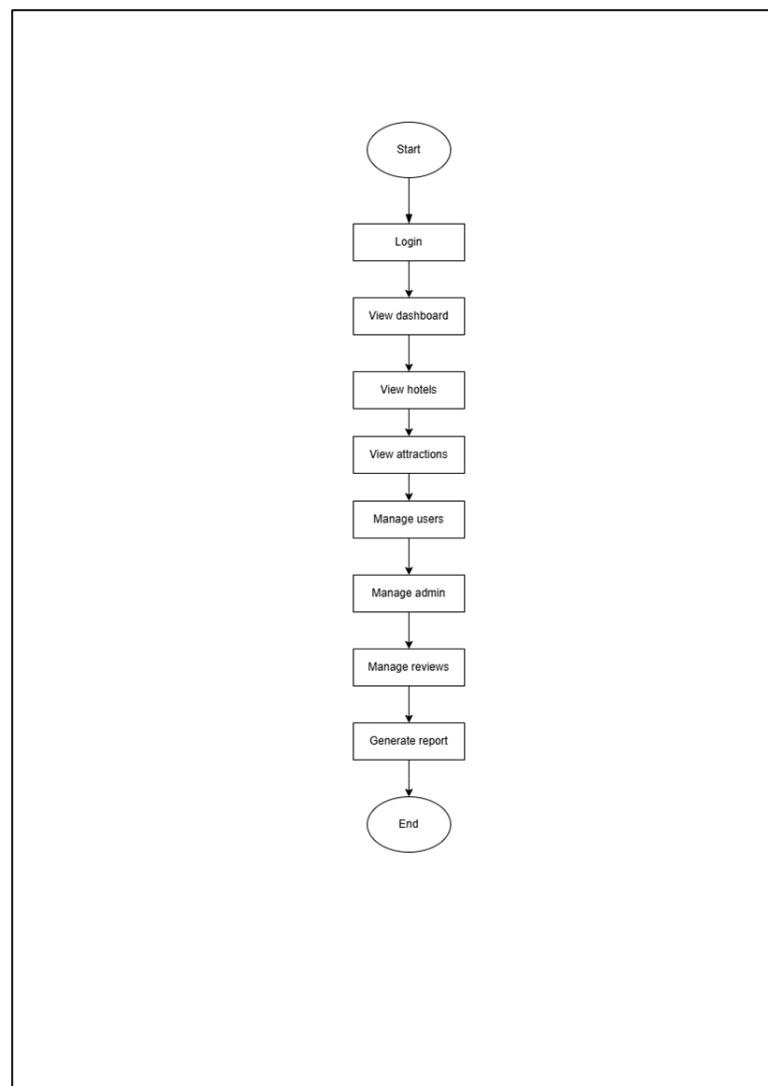 Start
Login
View dashboard
View hotels
View attractions
Manage users
Manage admin
Manage reviews
Generate report
End